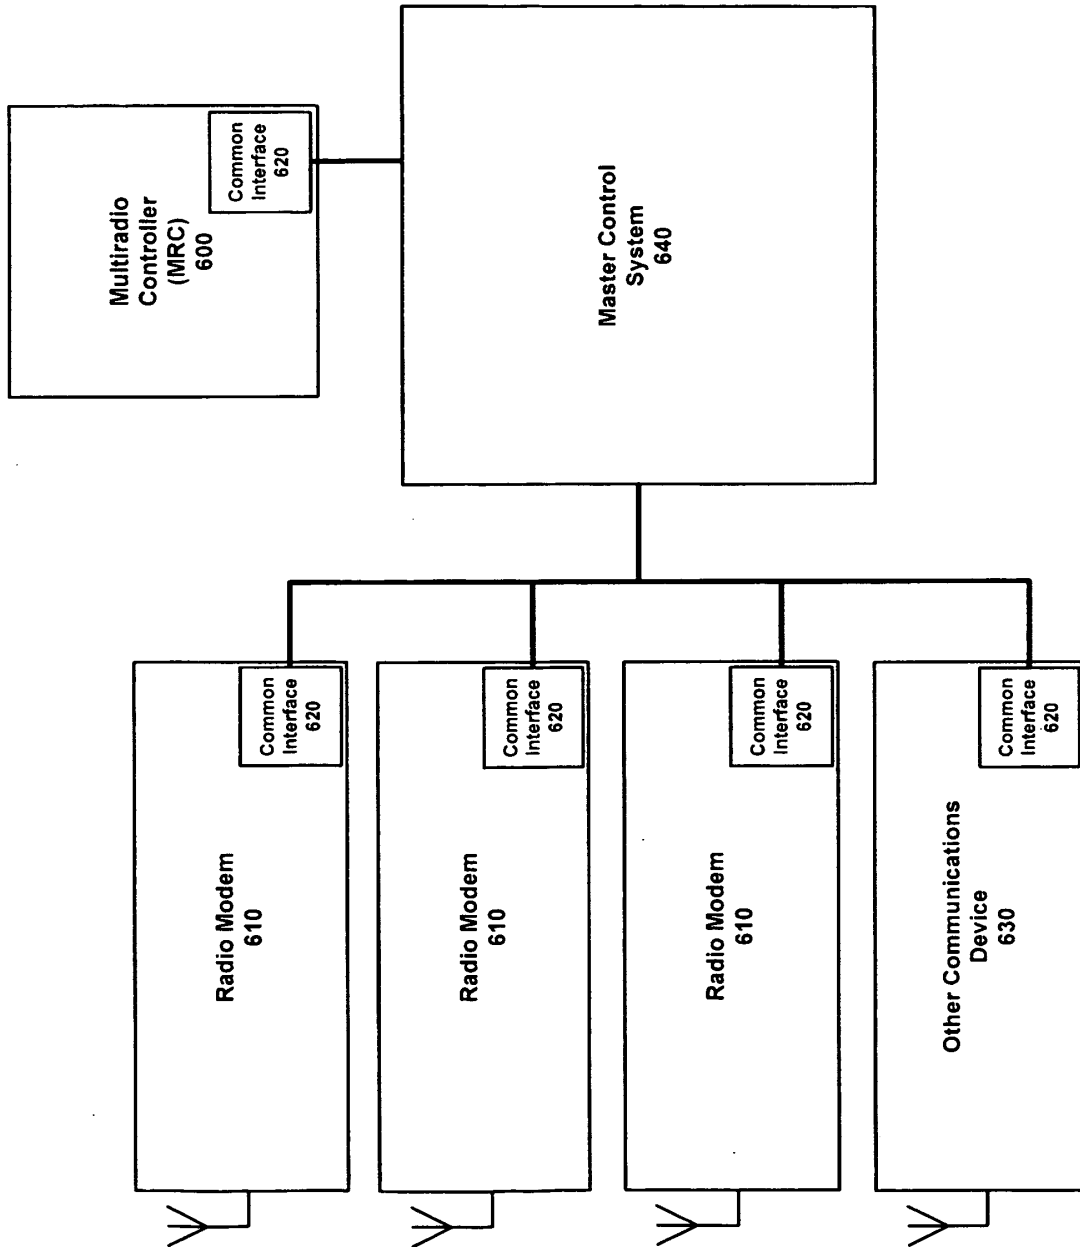 Radio Modem
610
Common
Interface
620
Radio Modem
610
Common
Interface
620
Radio Modem
610
Common
Interface
620
Other Communications
Device
630
Common
Interface
620
Multiradio
Controller
(MRC)
600
Common
Interface
620
Master Control
System
640